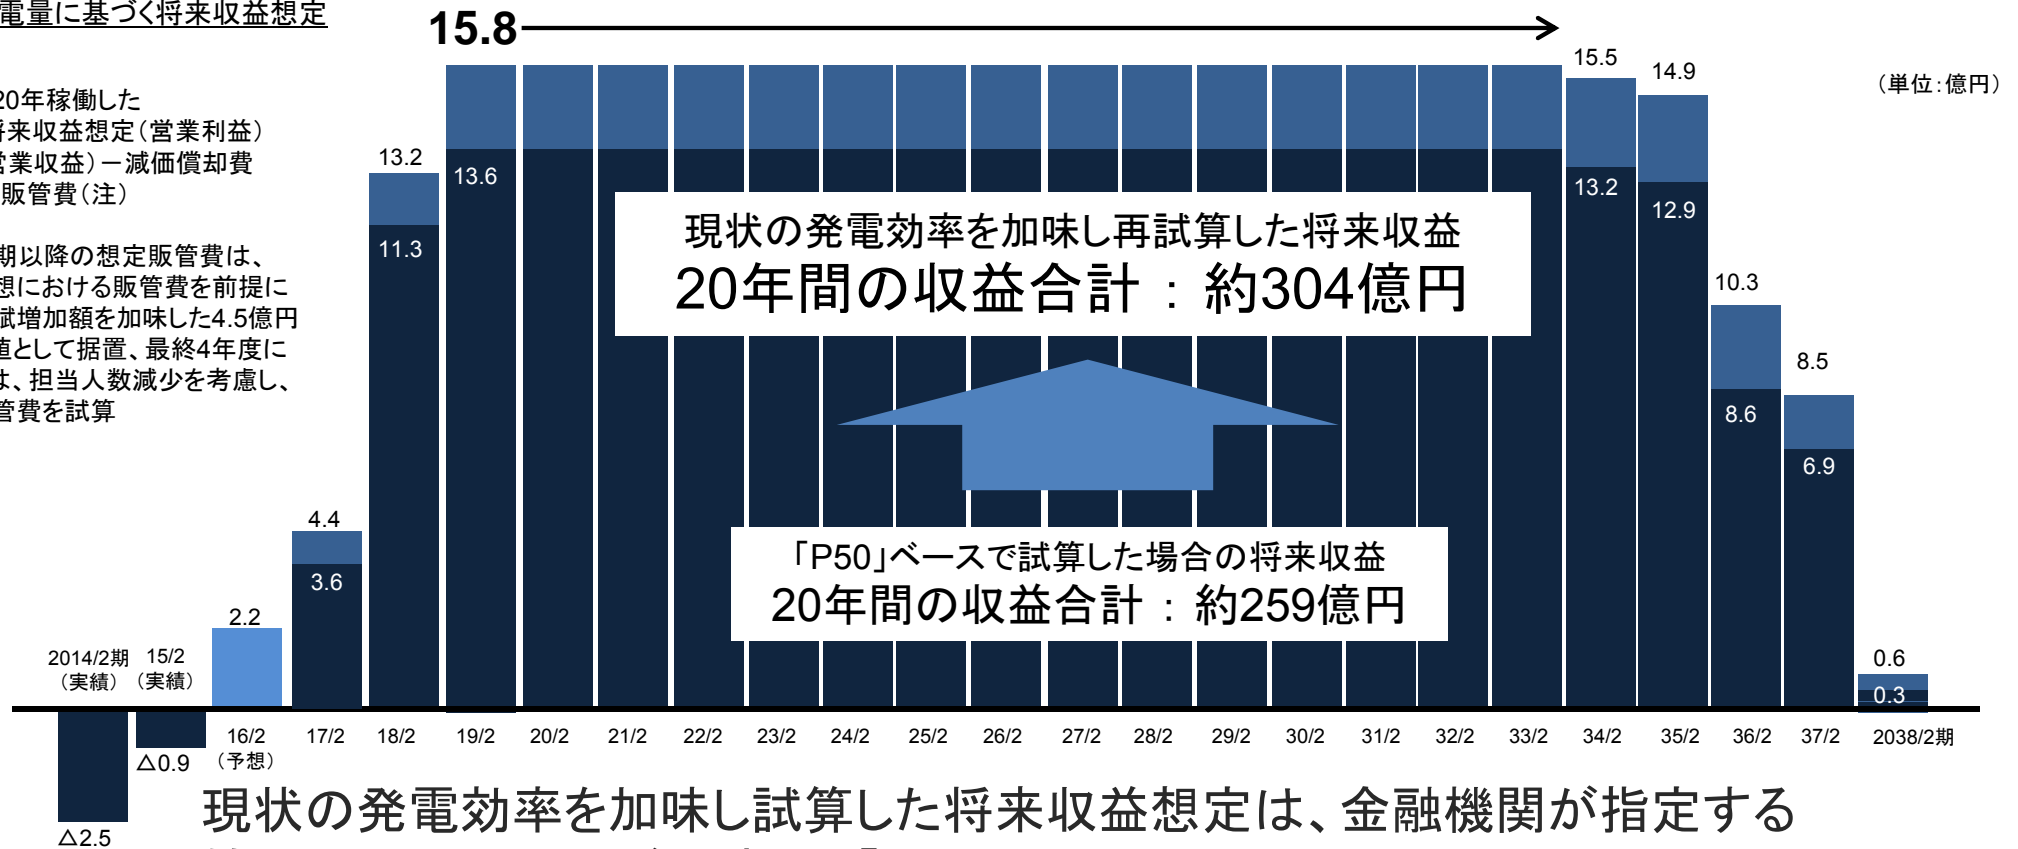 電量に基づく将来収益想定
15.8
(単位:億円)
20年稼働した
将来収益想定(営業利益)
営業収益)-減価償却費
販管費(注)
期以降の想定販管費は、
想における販管費を前提に
賦増加額を加味した4.5億円
値として据置、最終4年度に
は、担当人数減少を考慮し、
管費を試算
2014/2期
(実績)
△2.5
15/2
(実績)
△0.9
2.2
16/2
(予想)
4.4
3.6
17/2
13.2
11.3
18/2
13.6
19/2
20/2
21/2
22/2
23/2
24/2
25/2
26/2
27/2
28/2
29/2
30/2
31/2
32/2
33/2
15.5
13.2
34/2
14.9
12.9
35/2
10.3
8.6
36/2
8.5
6.9
37/2
0.6
0.3
2038/2期
現状の発電効率を加味し再試算した将来収益
20年間の収益合計:約304億円
「P50」ベースで試算した場合の将来収益
20年間の収益合計:約259億円
現状の発電効率を加味し試算した将来収益想定は、金融機関が指定する